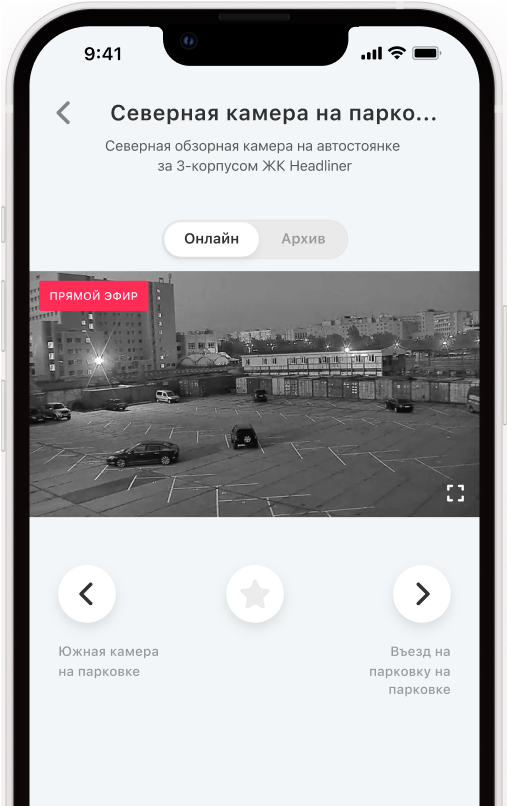 9:41
Северная камера на парко...
Северная обзорная камера на автостоянке
за 3-корпусом ЖК Headliner
Онлайн Архив
ПРЯМОЙ ЭФИР
Южная камера
на парковке
Въезд на
парковку на
парковке